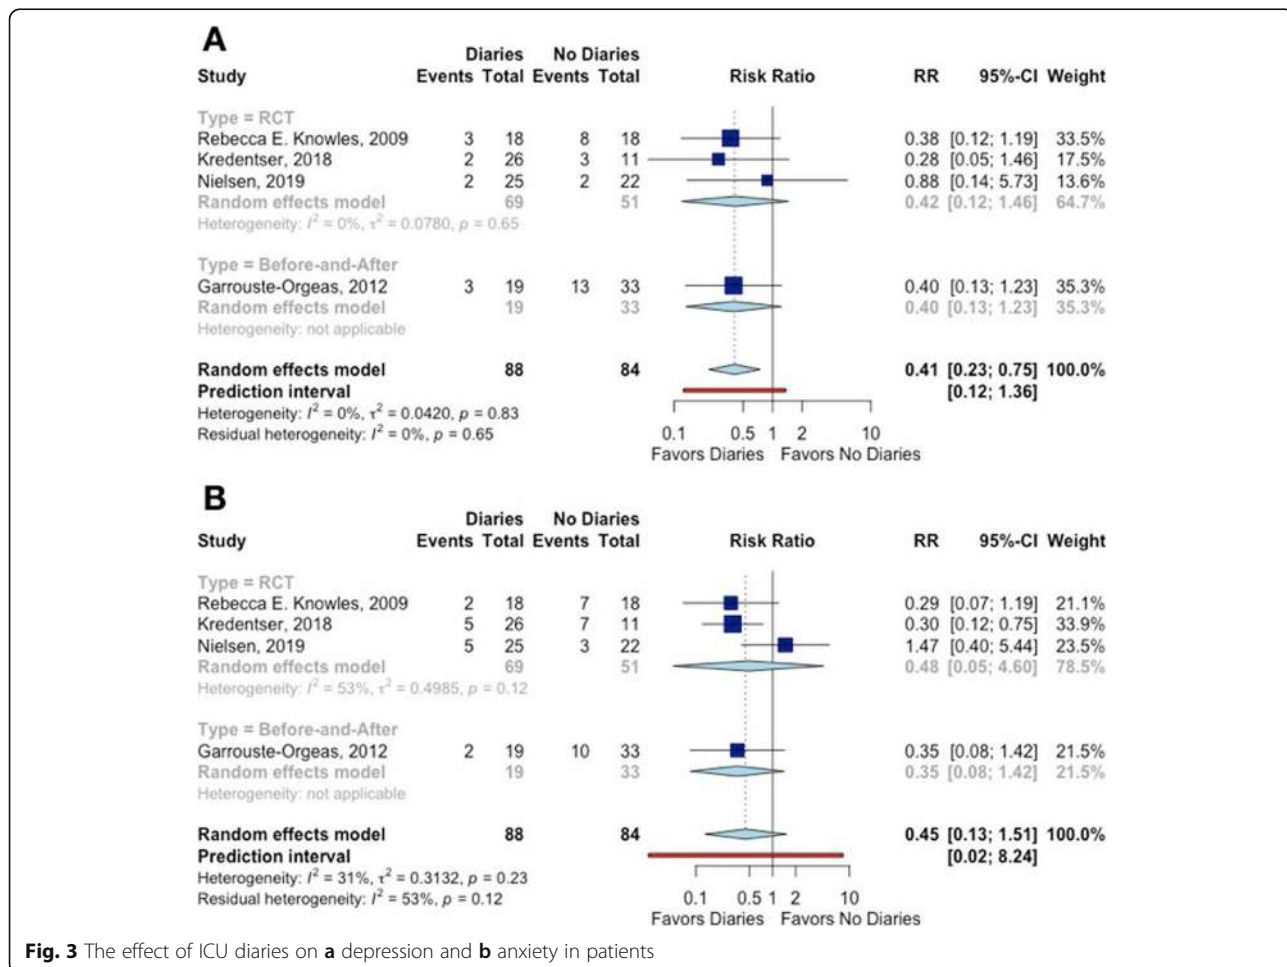 A
Diaries No Diaries
Study Events Total Events Total Risk Ratio RR 95%-CI Weight
Type = RCT
Rebecca E. Knowles, 2009 3 18 8 18 0.38 [0.12; 1.19] 33.5%
Kredentser, 2018 2 26 3 11 0.28 [0.05; 1.46] 17.5%
Nielsen, 2019 2 25 2 22 0.88 [0.14; 5.73] 13.6%
Random effects model 69 51 0.42 [0.12; 1.46] 64.7%
Heterogeneity: I² = 0%, τ² = 0.0780, p = 0.65
Type = Before-and-After
Garrouste-Orgeas, 2012 3 19 13 33 0.40 [0.13; 1.23] 35.3%
Random effects model 19 33 0.40 [0.13; 1.23] 35.3%
Heterogeneity: not applicable
Random effects model 88 84 0.41 [0.23; 0.75] 100.0%
Prediction interval [0.12; 1.36]
Heterogeneity: I² = 0%, τ² = 0.0420, p = 0.83
Residual heterogeneity: I² = 0%, p = 0.65
0.1 0.5 1 2 10
Favors Diaries Favors No Diaries
B
Diaries No Diaries
Study Events Total Events Total Risk Ratio RR 95%-CI Weight
Type = RCT
Rebecca E. Knowles, 2009 2 18 7 18 0.29 [0.07; 1.19] 21.1%
Kredentser, 2018 5 26 7 11 0.30 [0.12; 0.75] 33.9%
Nielsen, 2019 5 25 3 22 1.47 [0.40; 5.44] 23.5%
Random effects model 69 51 0.48 [0.05; 4.60] 78.5%
Heterogeneity: I² = 53%, τ² = 0.4985, p = 0.12
Type = Before-and-After
Garrouste-Orgeas, 2012 2 19 10 33 0.35 [0.08; 1.42] 21.5%
Random effects model 19 33 0.35 [0.08; 1.42] 21.5%
Heterogeneity: not applicable
Random effects model 88 84 0.45 [0.13; 1.51] 100.0%
Prediction interval [0.02; 8.24]
Heterogeneity: I² = 31%, τ² = 0.3132, p = 0.23
Residual heterogeneity: I² = 53%, p = 0.12
0.1 0.5 1 2 10
Favors Diaries Favors No Diaries
Fig. 3 The effect of ICU diaries on a depression and b anxiety in patients